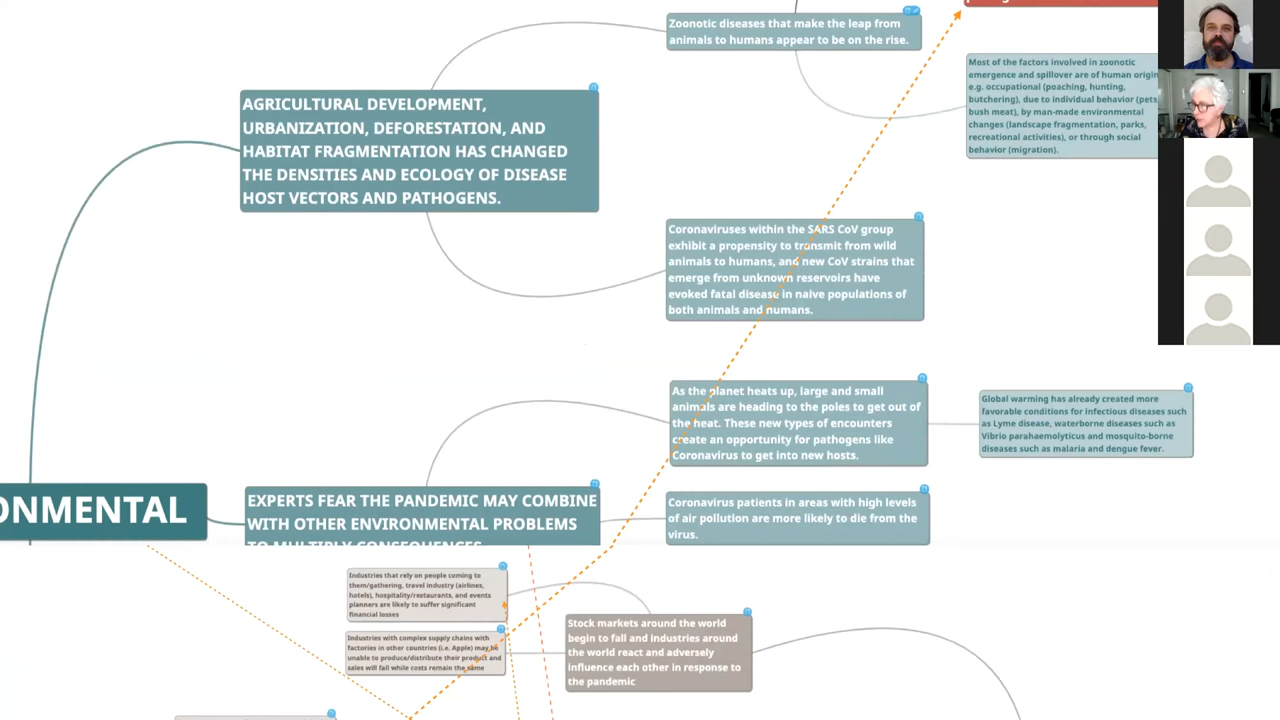 Zoonotic diseases that make the leap from
animals to humans appear to be on the rise.
Most of the factors involved in zoonotic
emergence and spillover are of human origin
e.g. occupational (poaching, hunting,
butchering), due to individual behavior (pets,
bush meat), by man-made environmental
changes (landscape fragmentation, parks,
recreational activities), or through social
behavior (migration).
AGRICULTURAL DEVELOPMENT,
URBANIZATION, DEFORESTATION, AND
HABITAT FRAGMENTATION HAS CHANGED
THE DENSITIES AND ECOLOGY OF DISEASE
HOST VECTORS AND PATHOGENS.
Coronaviruses within the SARS CoV group
exhibit a propensity to transmit from wild
animals to humans, and new CoV strains that
emerge from unknown reservoirs have
evoked fatal disease in naive populations of
both animals and humans.
As the planet heats up, large and small
animals are heading to the poles to get out of
the heat. These new types of encounters
create an opportunity for pathogens like
Coronavirus to get into new hosts.
Global warming has already created more
favorable conditions for infectious diseases such
as Lyme disease, waterborne diseases such as
Vibrio parahaemolyticus and mosquito-borne
diseases such as malaria and dengue fever.
ONMENTAL
EXPERTS FEAR THE PANDEMIC MAY COMBINE
WITH OTHER ENVIRONMENTAL PROBLEMS
TO MULTIPLY CONSEQUENCES
Coronavirus patients in areas with high levels
of air pollution are more likely to die from the
virus.
Industries that rely on people coming to
them/gathering, travel industry (airlines,
hotels), hospitality/restaurants, and events
planners are likely to suffer significant
financial losses
Industries with complex supply chains with
factories in other countries (i.e. Apple) may be
unable to produce/distribute their product and
sales will fall while costs remain the same
Stock markets around the world
begin to fall and industries around
the world react and adversely
influence each other in response to
the pandemic